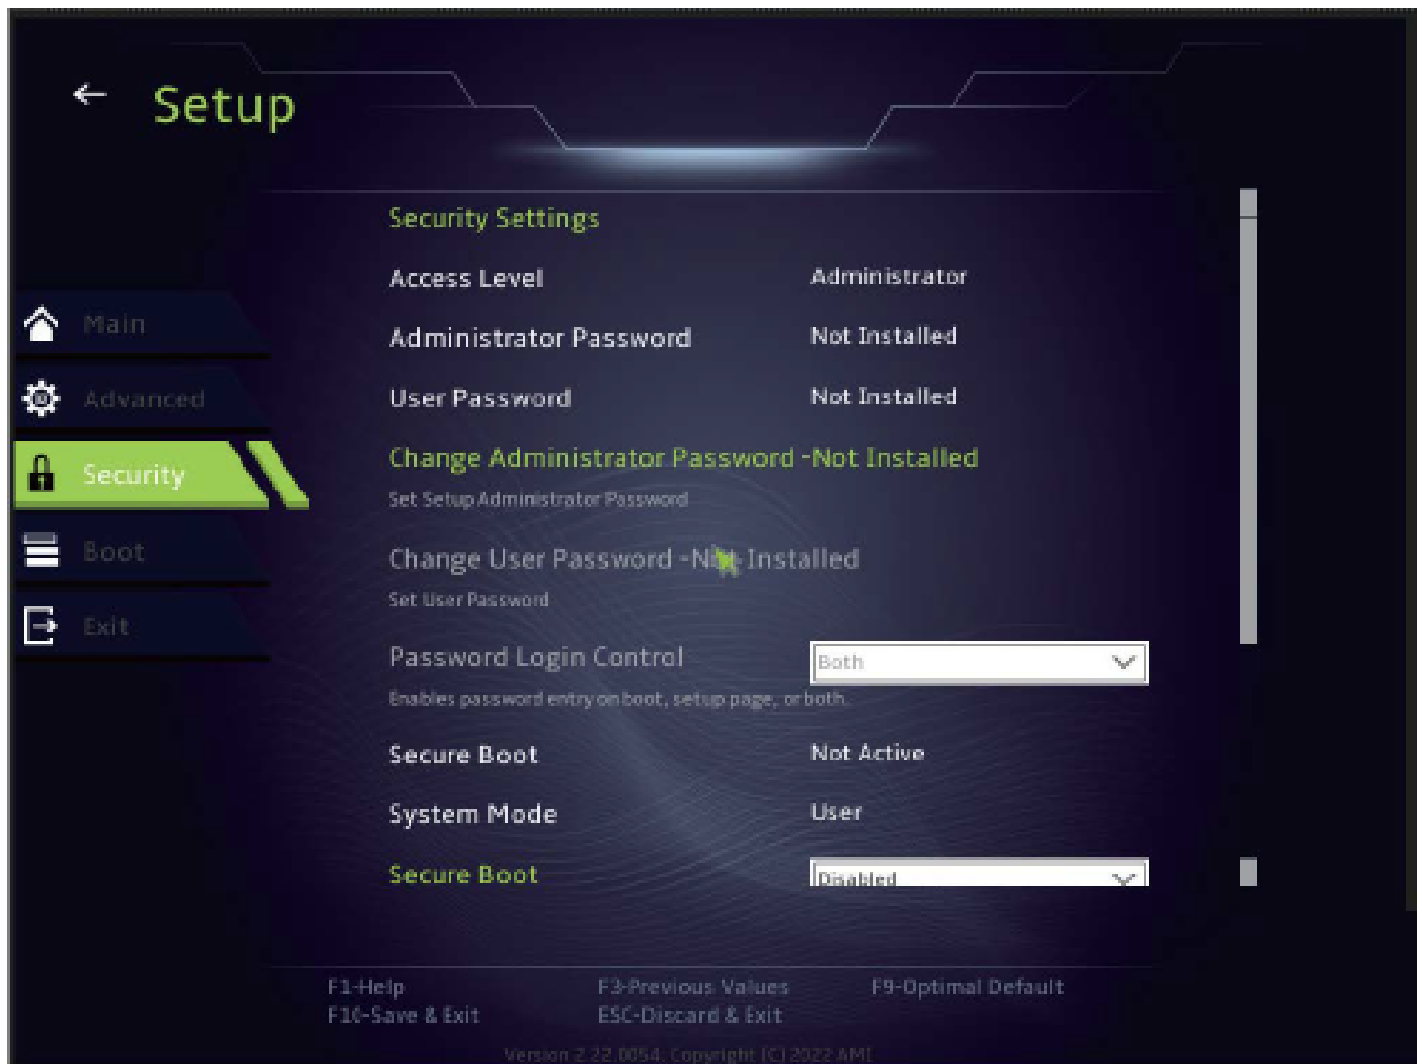 Setup
Security Settings
Access Level Administrator
Main
Administrator Password Not Installed
Advanced
User Password Not Installed
Security
Change Administrator Password -Not Installed
Set Setup Administrator Password
Boot
Change User Password -Not Installed
Set User Password
Exit
Password Login Control Both
Enables password entry on boot, setup page, or both.
Secure Boot Not Active
System Mode User
Secure Boot Disabled
F1-Help F3-Previous Values F9-Optimal Default
F10-Save & Exit ESC-Discard & Exit
Version 2.22.0054. Copyright (C) 2022 AMI